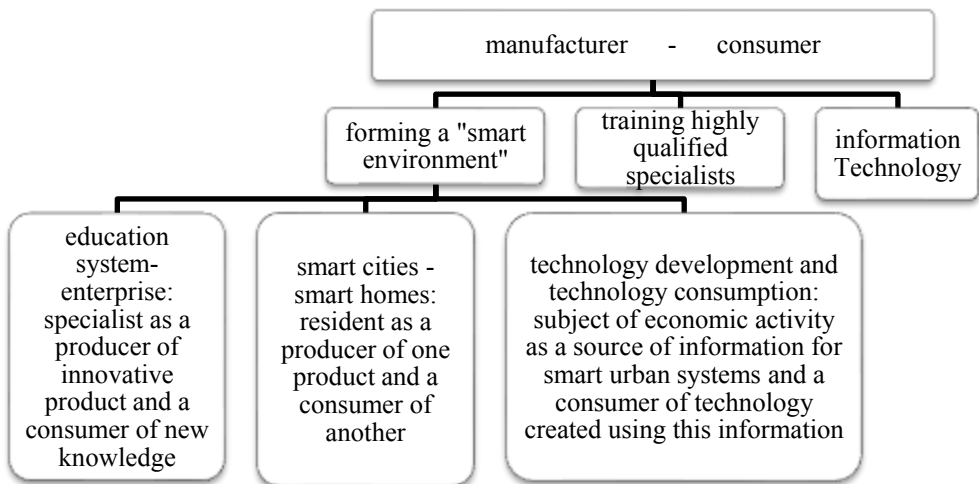 manufacturer - consumer
forming a "smart
environment"
training highly
qualified
specialists
information
Technology
education
system-
enterprise:
specialist as a
producer of
innovative
product and a
consumer of new
knowledge
smart cities -
smart homes:
resident as a
producer of one
product and a
consumer of
another
technology development and
technology consumption:
subject of economic activity
as a source of information for
smart urban systems and a
consumer of technology
created using this information